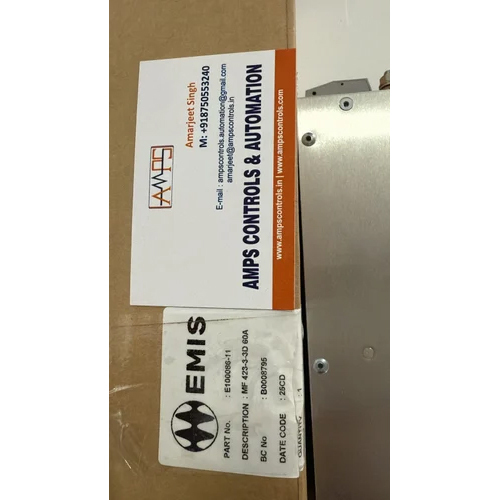 AMPS
Amarjeet Singh
M: +918750553240
E-mail : ampscontrols.automation@gmail.com
amarjeet@ampscontrols.in
AMPS CONTROLS & AUTOMATION
www.ampscontrols.in | www.ampscontrols.com
EMIS
PART No. : E10008S-11
DESCRIPTION : MF 423-3-3D 60A
BC No : B0008795
DATE CODE : 25CD
QUANTITY : 1